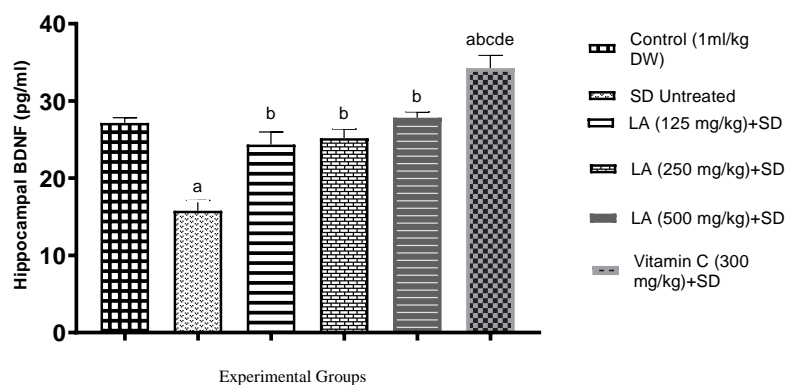 40
30
20
10
0
Hippocampal BDNF (pg/ml)
a
b
b
b
abcde
Experimental Groups
Control (1ml/kg
DW)
SD Untreated
LA (125 mg/kg)+SD
LA (250 mg/kg)+SD
LA (500 mg/kg)+SD
Vitamin C (300
mg/kg)+SD